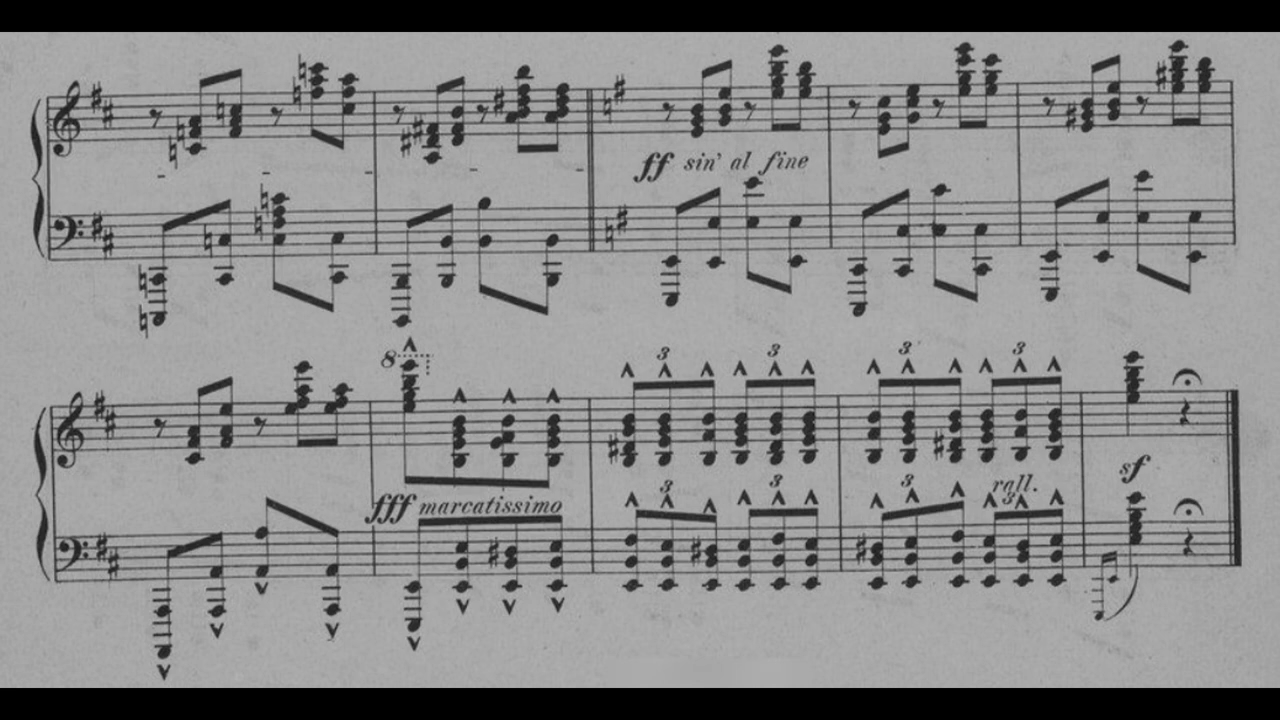 ff sin' al fine
8
fff marcatissimo
3 3 3 3
3 3 3 rall.
3
sf